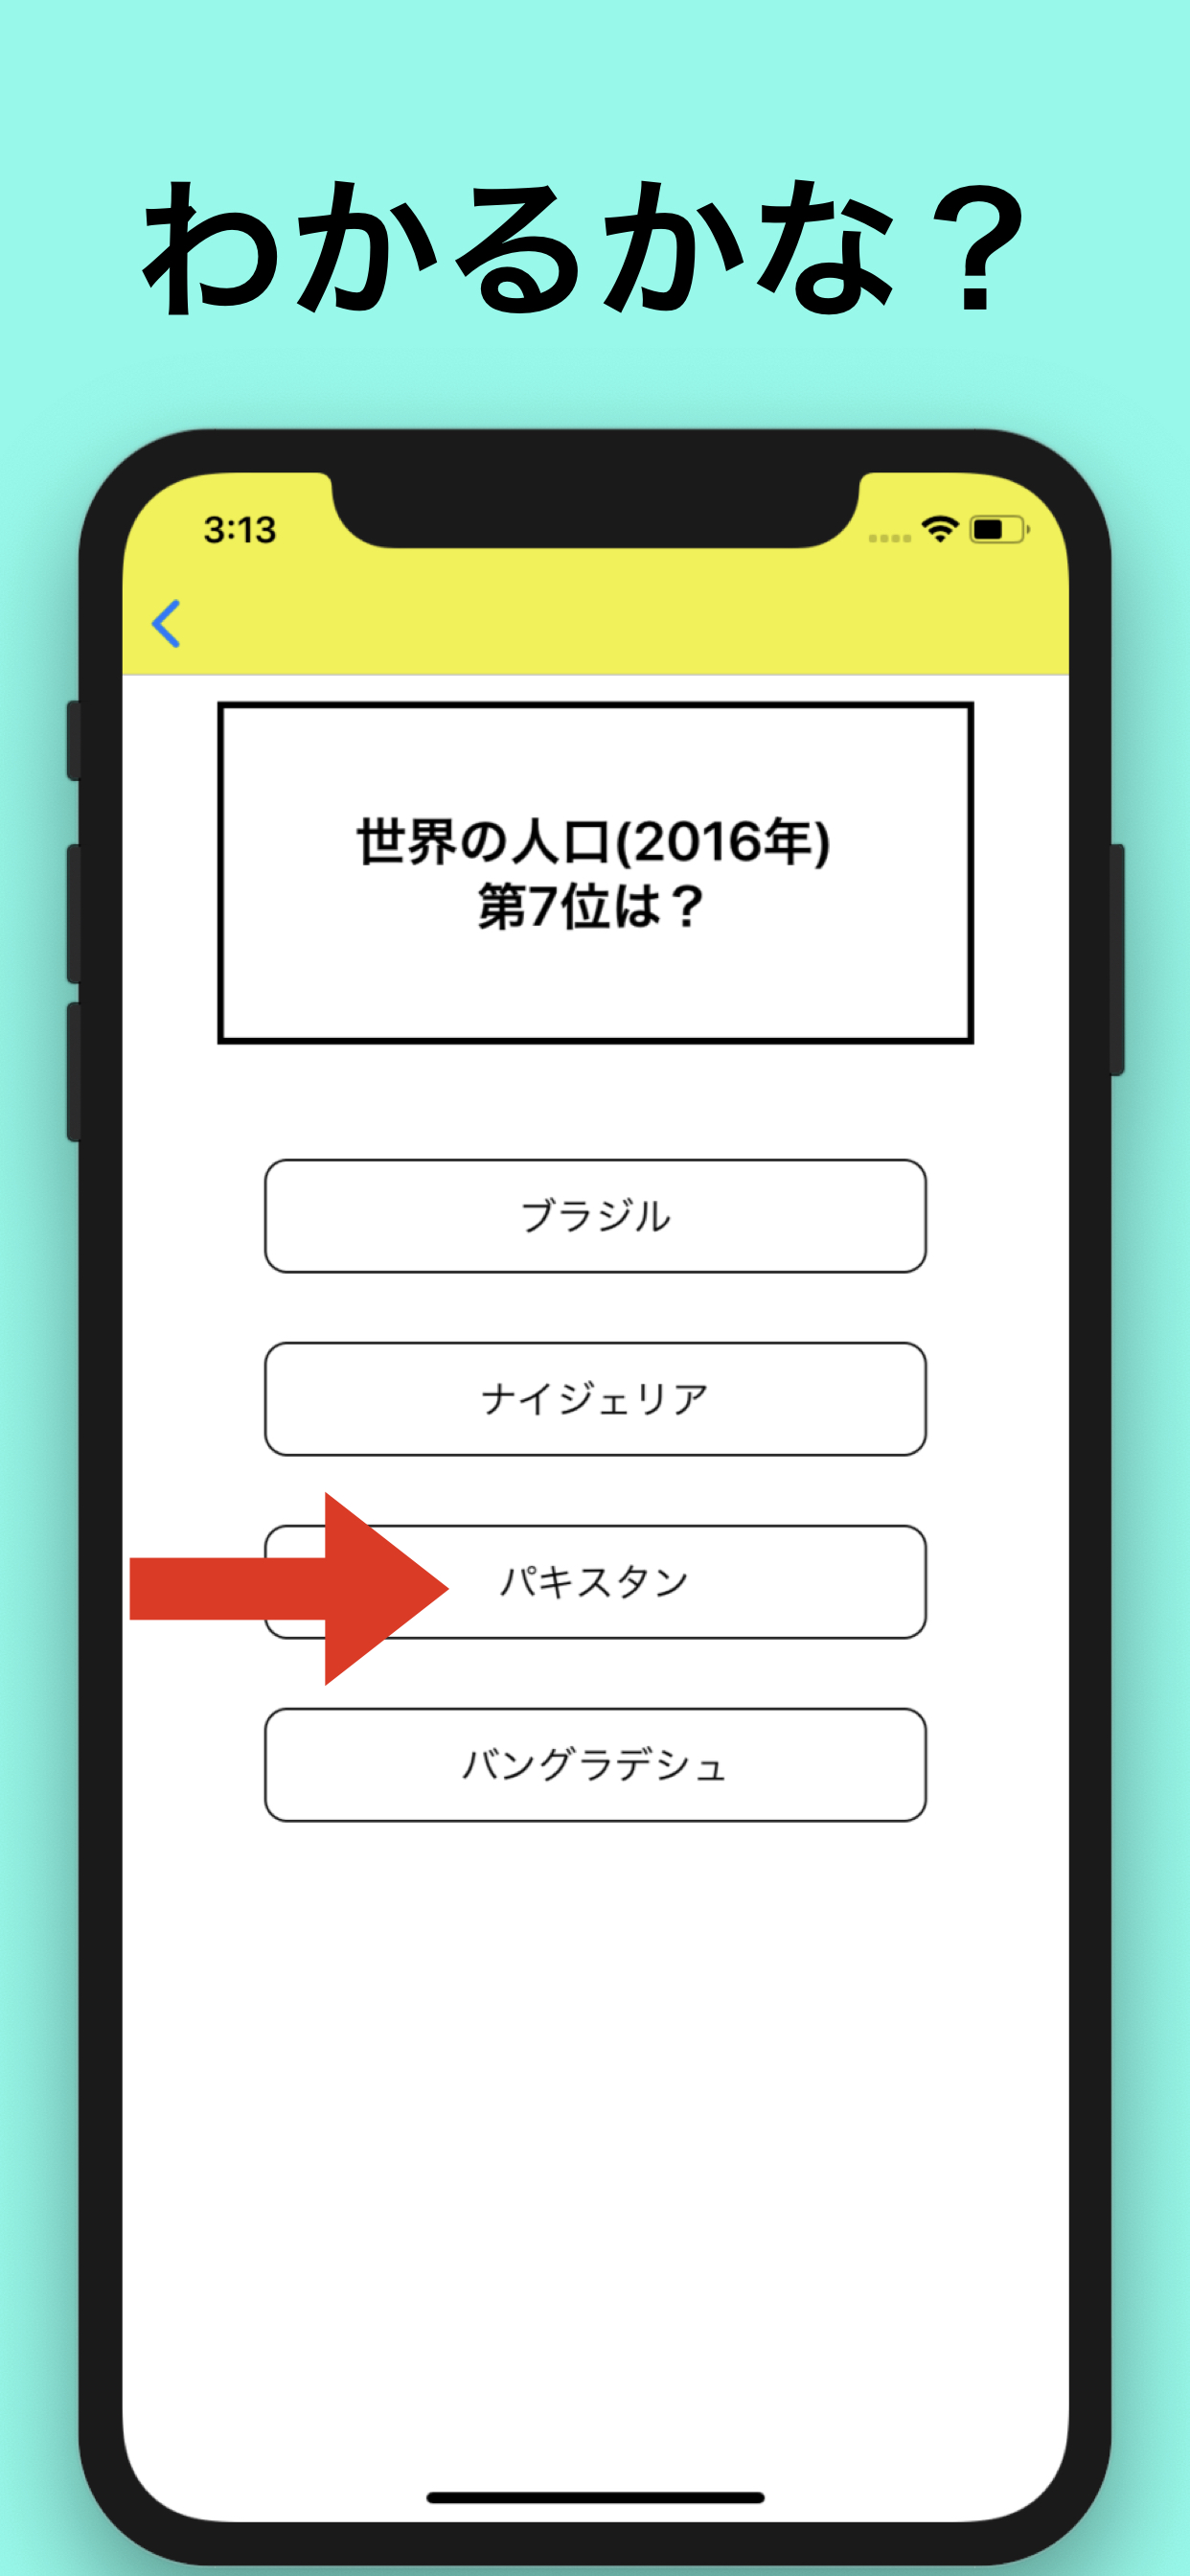 わかるかな？
3:13
世界の人口(2016年)
第7位は？
ブラジル
ナイジェリア
パキスタン
バングラデシュ